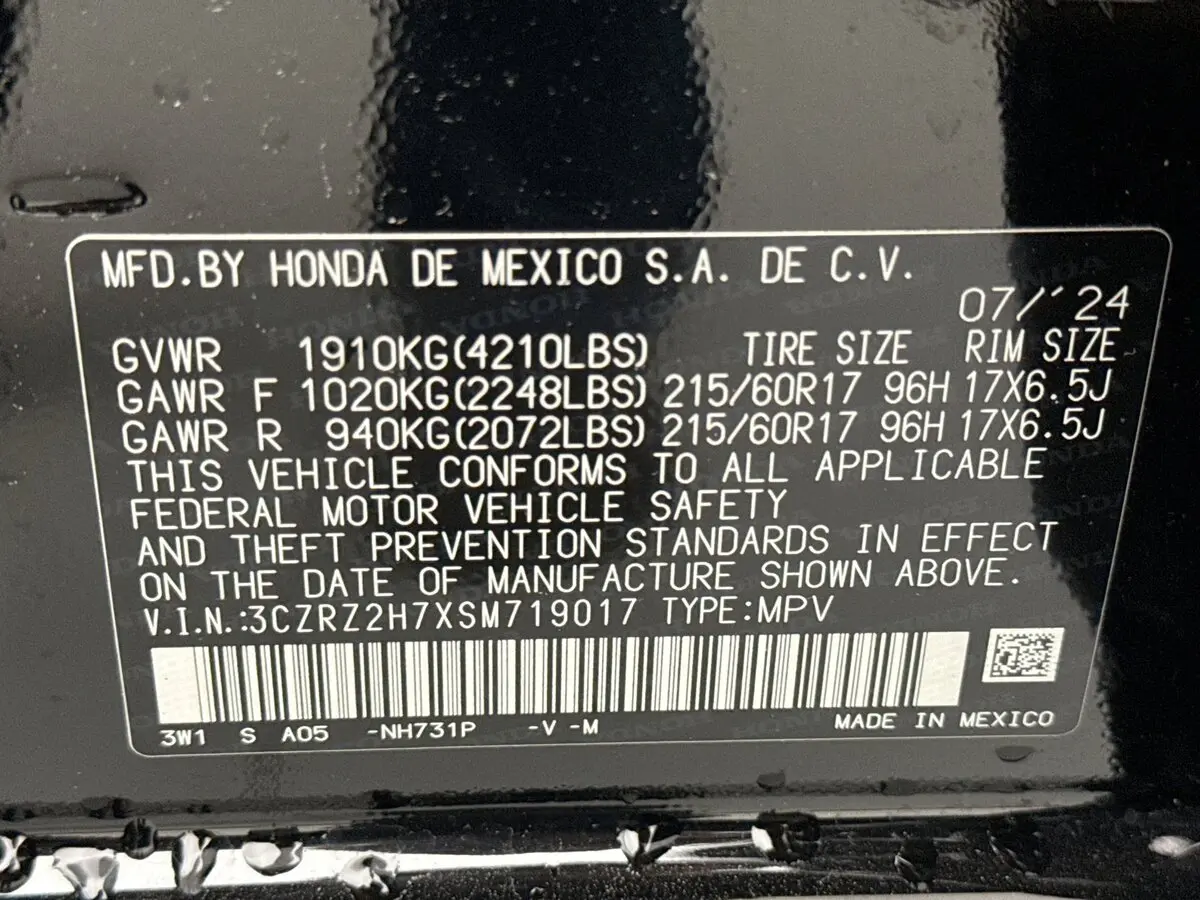 MFD.BY HONDA DE MEXICO S.A. DE C.V.
07/'24
GVWR 1910KG(4210LBS) TIRE SIZE RIM SIZE
GAWR F 1020KG(2248LBS) 215/60R17 96H 17X6.5J
GAWR R 940KG(2072LBS) 215/60R17 96H 17X6.5J
THIS VEHICLE CONFORMS TO ALL APPLICABLE
FEDERAL MOTOR VEHICLE SAFETY
AND THEFT PREVENTION STANDARDS IN EFFECT
ON THE DATE OF MANUFACTURE SHOWN ABOVE.
V.I.N.:3CZRZ2H7XSM719017 TYPE:MPV
3W1 S A05 -NH731P -V -M MADE IN MEXICO